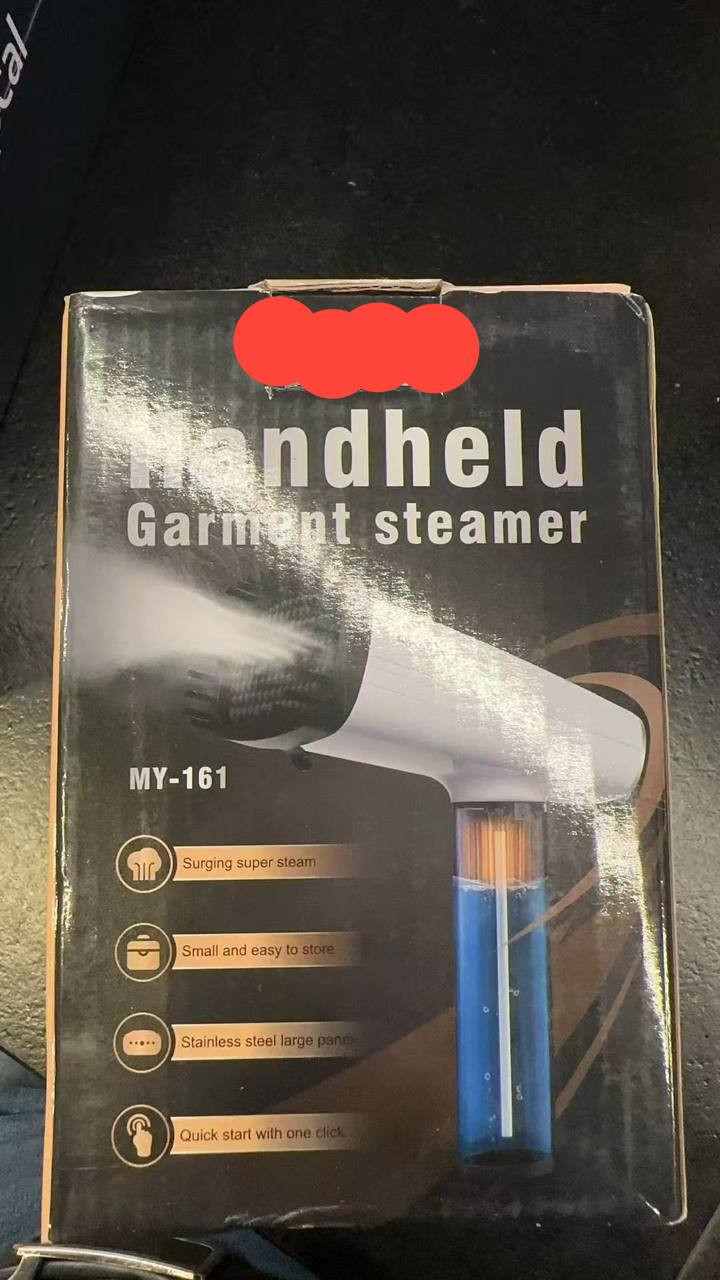 Handheld
Garment steamer
MY-161
Surging super steam
Small and easy to store
Stainless steel large panel
Quick start with one click